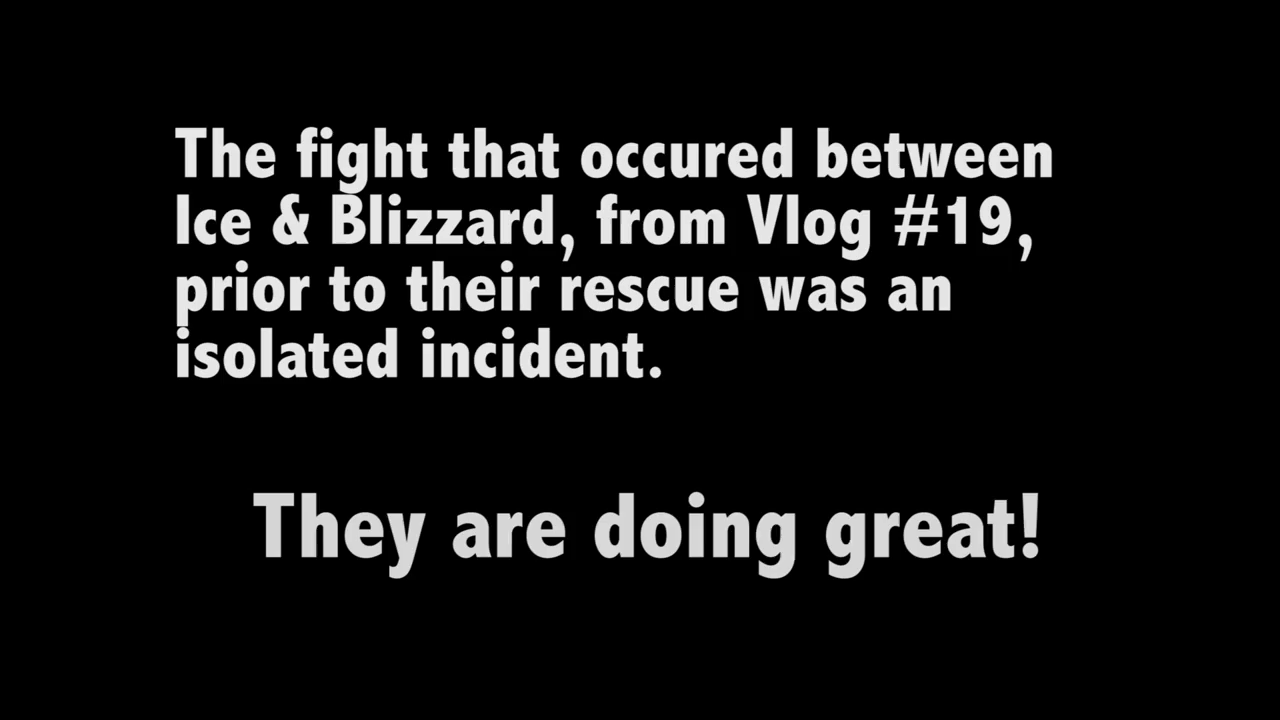 The fight that occured between
Ice & Blizzard, from Vlog #19,
prior to their rescue was an
isolated incident.
They are doing great!